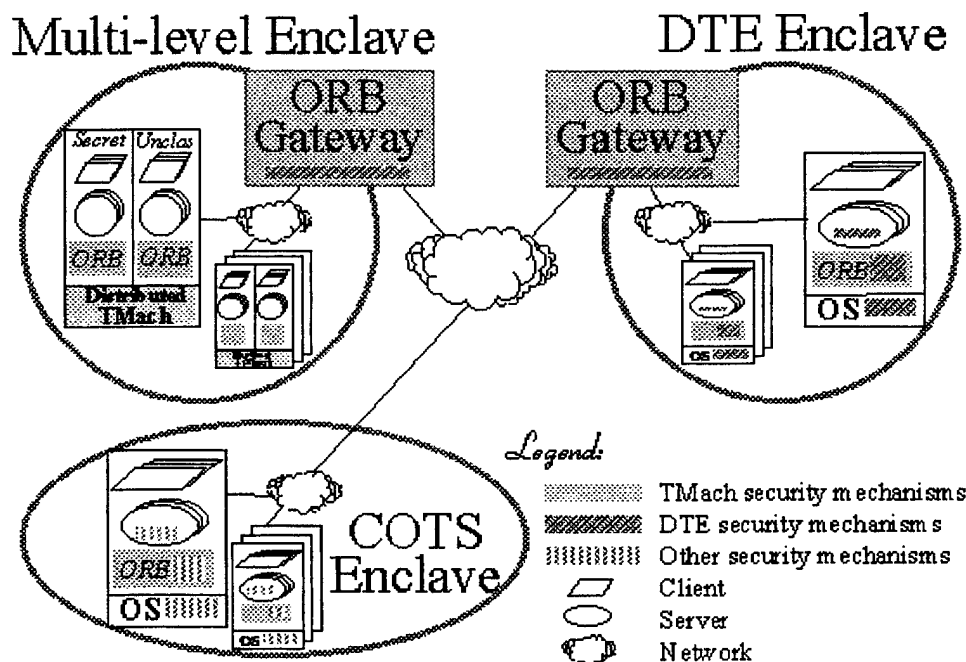 Multi-level Enclave
DTE Enclave
ORB
Gateway
ORB
Gateway
Secret
Unclas
ORB
ORB
Distributed
TMach
ORB
OS
OS
ORB
OS
OS
COTS
Enclave
Legend:
TMach security mechanisms
DTE security mechanisms
Other security mechanisms
Client
Server
Network